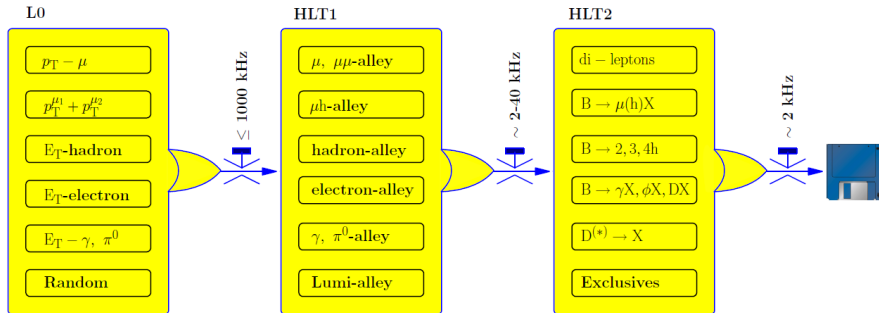 L0
p_T − μ
p_T^{μ1} + p_T^{μ2}
E_T-hadron
E_T-electron
E_T − γ, π⁰
Random
≤ 1000 kHz
HLT1
μ, μμ-alley
μh-alley
hadron-alley
electron-alley
γ, π⁰-alley
Lumi-alley
~ 2-40 kHz
HLT2
di − leptons
B → μ(h)X
B → 2, 3, 4h
B → γX, ϕX, DX
D^{(*)} → X
Exclusives
~ 2 kHz